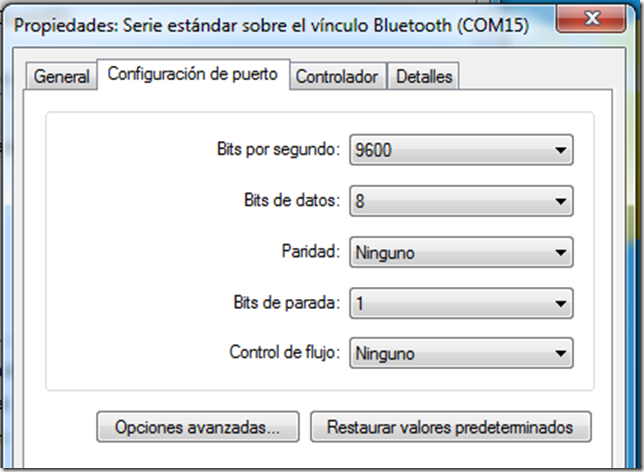 Propiedades: Serie estándar sobre el vínculo Bluetooth (COM15)
General Configuración de puerto Controlador Detalles
Bits por segundo: 9600
Bits de datos: 8
Paridad: Ninguno
Bits de parada: 1
Control de flujo: Ninguno
Opciones avanzadas... Restaurar valores predeterminados